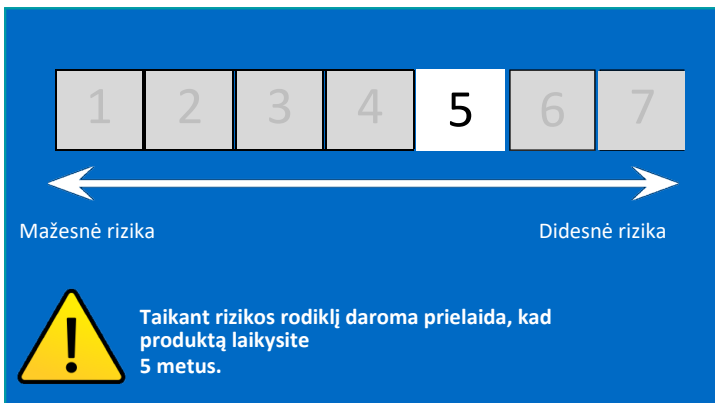 1 2 3 4 5 6 7
Mažesnė rizika Didesnė rizika
!
Taikant rizikos rodiklį daroma prielaida, kad
produktą laikysite
5 metus.